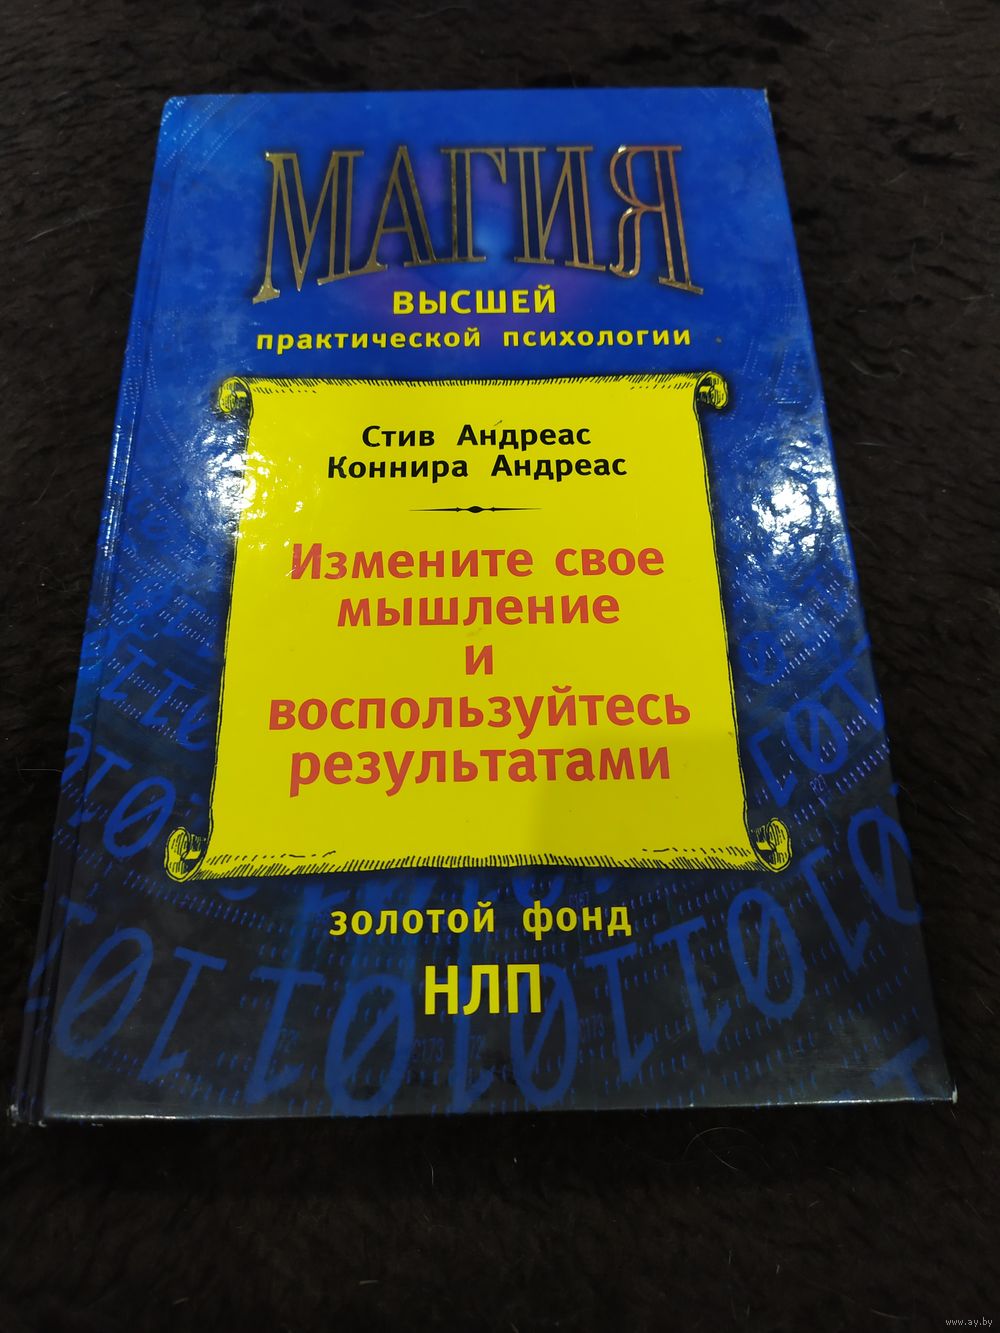 МАГИЯ
ВЫСШЕЙ
практической психологии
Стив Андреас
Коннира Андреас
Измените свое
мышление
и
воспользуйтесь
результатами
золотой фонд
НЛП
www.ay.by